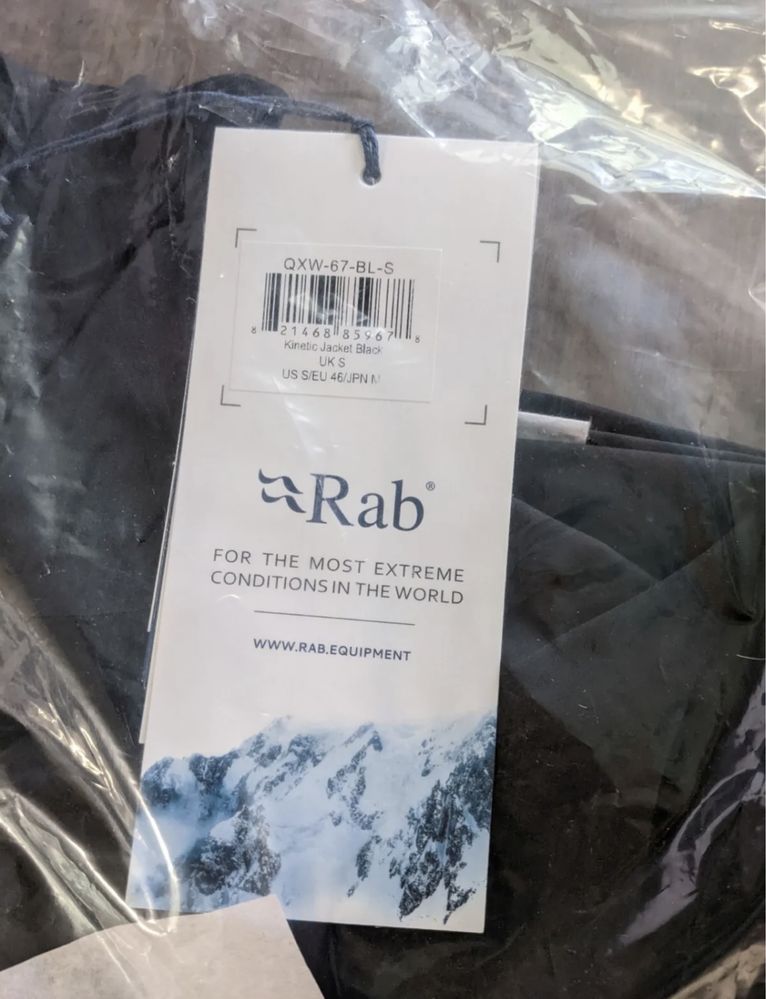 QXW-67-BL-S
8 21468 85967 8
Kinetic Jacket Black
UK S
US S/EU 46/JPN M
Rab®
FOR THE MOST EXTREME
CONDITIONS IN THE WORLD
WWW.RAB.EQUIPMENT